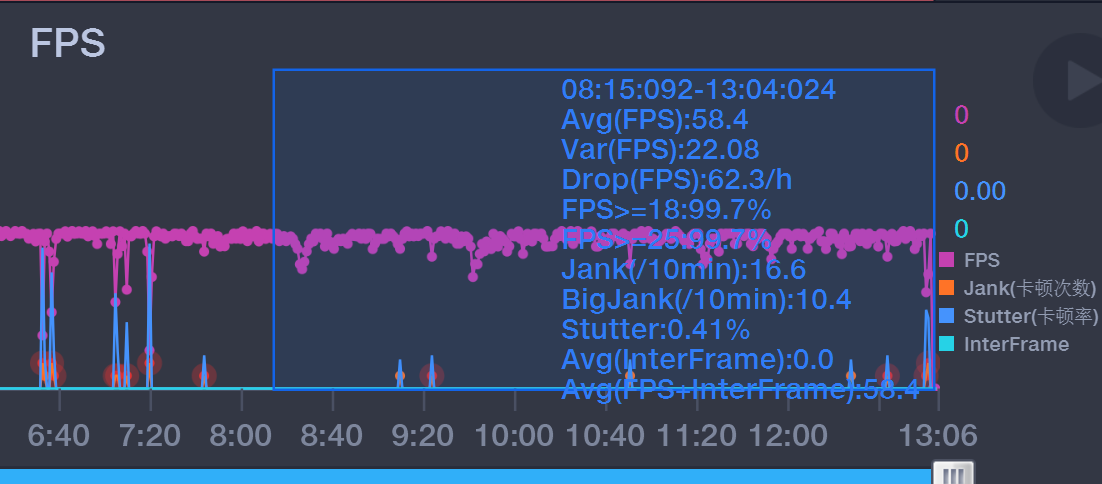 FPS
08:15:092-13:04:024
Avg(FPS):58.4
Var(FPS):22.08
Drop(FPS):62.3/h
FPS>=18:99.7%
FPS>=25:99.7%
Jank(/10min):16.6
BigJank(/10min):10.4
Stutter:0.41%
Avg(InterFrame):0.0
Avg(FPS+InterFrame):58.4
0
0
0.00
0
FPS
Jank(卡顿次数)
Stutter(卡顿率)
InterFrame
6:40 7:20 8:00 8:40 9:20 10:00 10:40 11:20 12:00 13:06